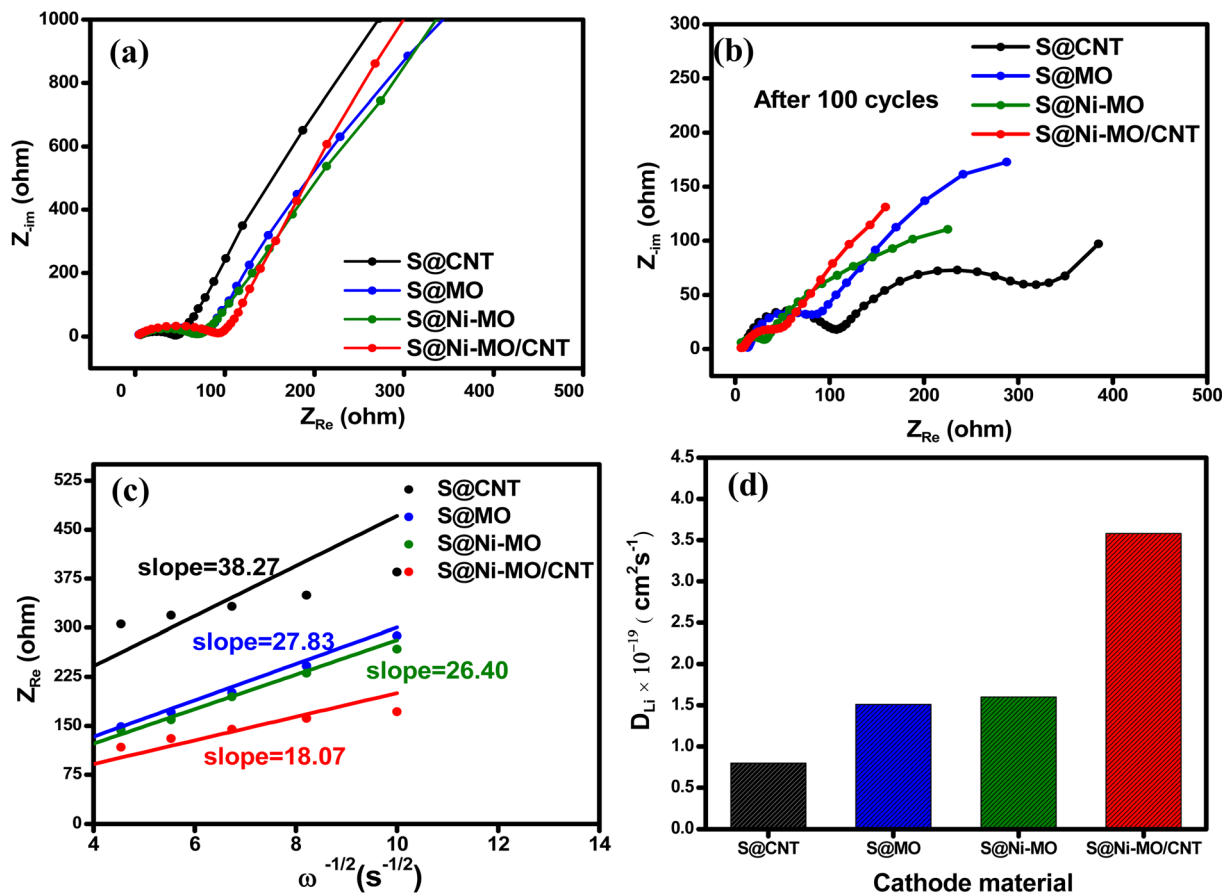 (a)
1000
800
600
400
200
0
Z-im (ohm)
0 100 200 300 400 500
ZRe (ohm)
S@CNT
S@MO
S@Ni-MO
S@Ni-MO/CNT
(b)
300
250
200
150
100
50
0
Z-im (ohm)
0 100 200 300 400 500
ZRe (ohm)
After 100 cycles
S@CNT
S@MO
S@Ni-MO
S@Ni-MO/CNT
(c)
525
450
375
300
225
150
75
0
ZRe (ohm)
4 6 8 10 12 14
ω -1/2(s-1/2)
S@CNT
S@MO
S@Ni-MO
S@Ni-MO/CNT
slope=38.27
slope=27.83
slope=26.40
slope=18.07
(d)
4.5
4.0
3.5
3.0
2.5
2.0
1.5
1.0
0.5
0.0
DLi × 10−19 ( cm2s-1)
S@CNT S@MO S@Ni-MO S@Ni-MO/CNT
Cathode material